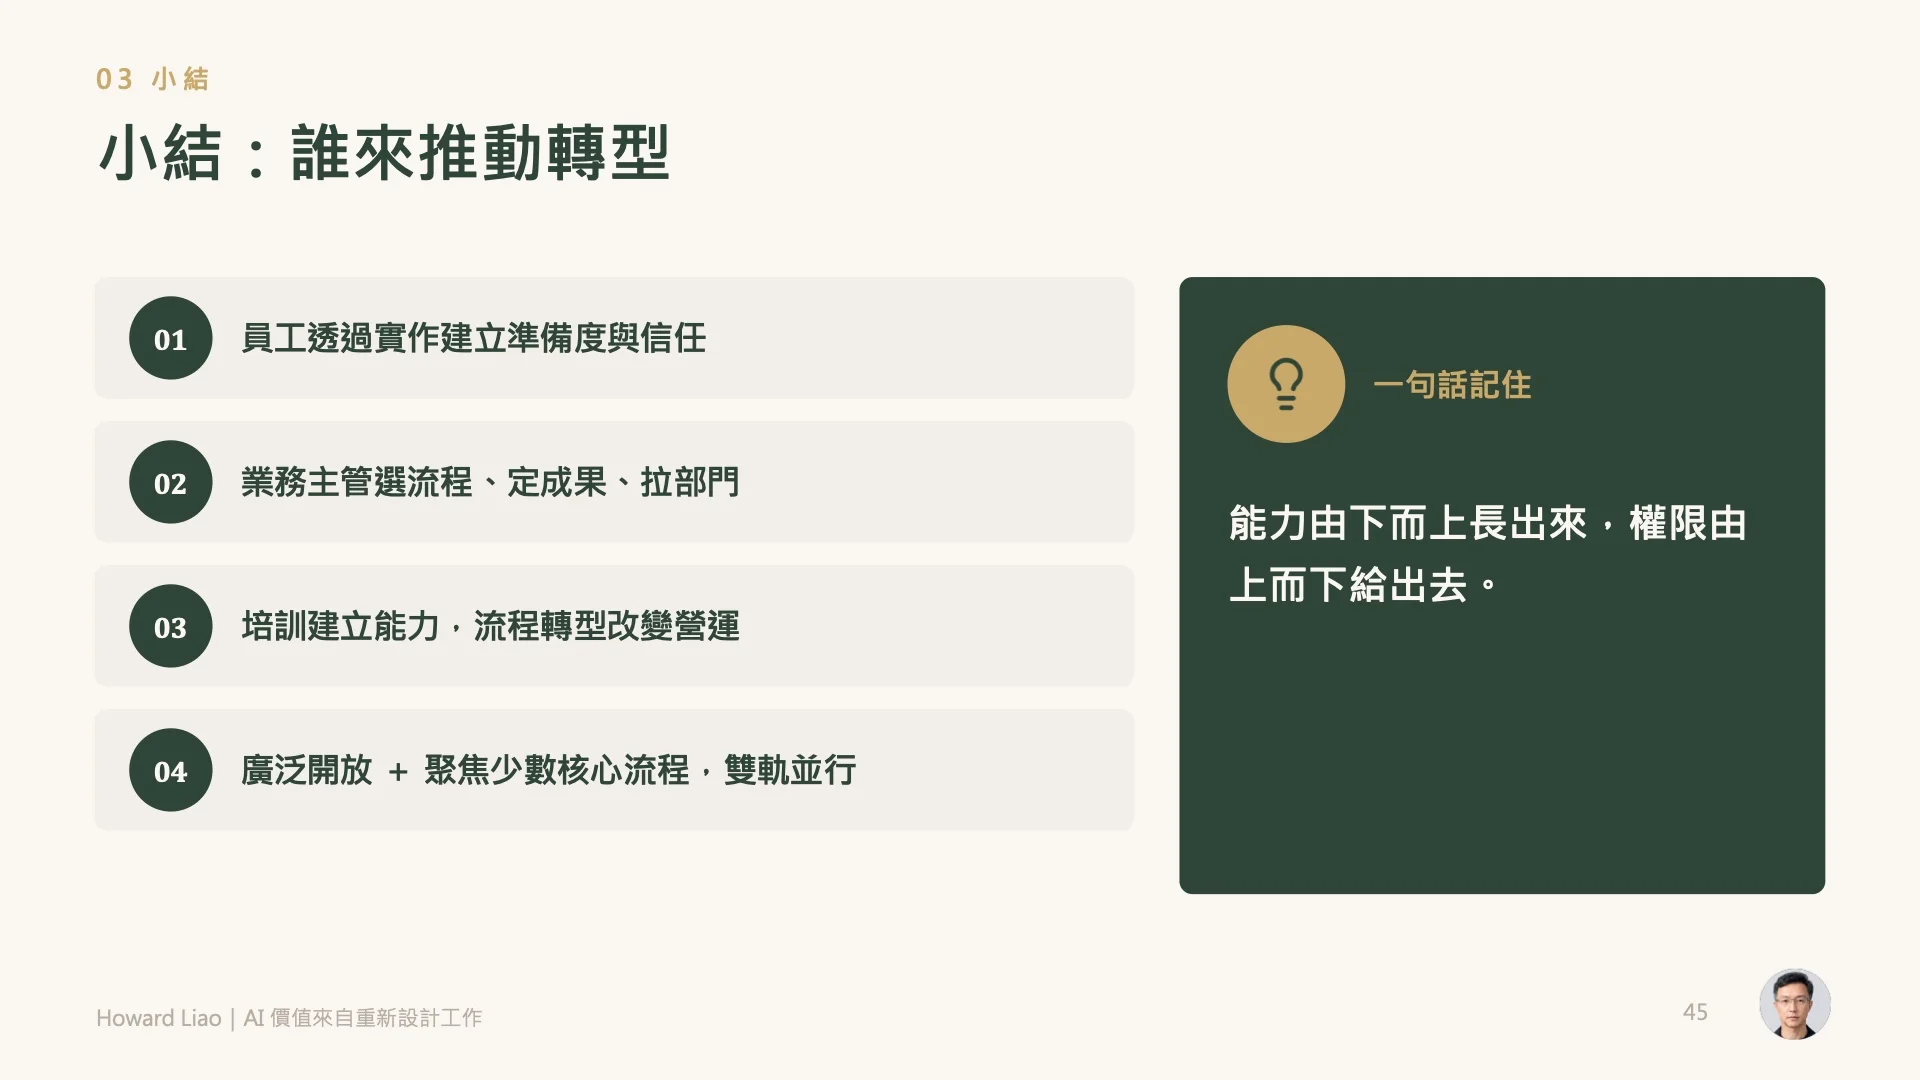 03 小結
小結：誰來推動轉型
01 員工透過實作建立準備度與信任
02 業務主管選流程、定成果、拉部門
03 培訓建立能力，流程轉型改變營運
04 廣泛開放 + 聚焦少數核心流程，雙軌並行
一句話記住
能力由下而上長出來，權限由
上而下給出去。
Howard Liao | AI 價值來自重新設計工作
45